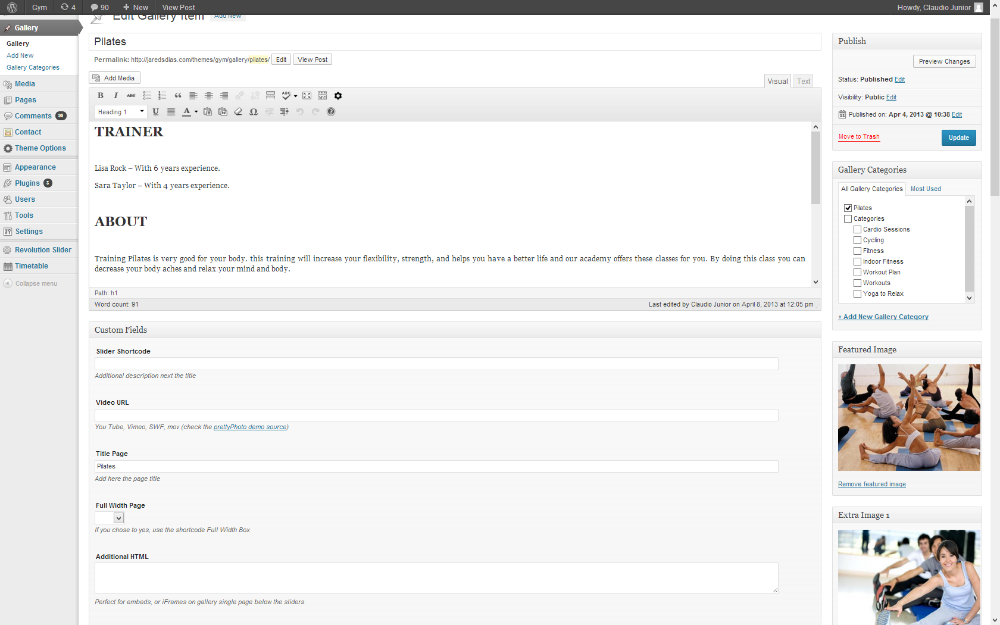 Gym
4
90
+ New
View Post
Howdy, Claudio Junior
Edit Gallery Item
Add New
Gallery
Gallery
Add New
Gallery Categories
Media
Pages
Comments 90
Contact
Theme Options
Appearance
Plugins 3
Users
Tools
Settings
Revolution Slider
Timetable
Collapse menu
Pilates
Permalink: http://jaredsdias.com/themes/gym/gallery/pilates/ Edit View Post
Add Media
Visual Text
B I ABC ABC
Heading 1 U A Ω
TRAINER
Lisa Rock – With 6 years experience.
Sara Taylor – With 4 years experience.
ABOUT
Training Pilates is very good for your body. this training will increase your flexibility, strength, and helps you have a better life and our academy offers these classes for you. By doing this class you can
decrease your body aches and relax your mind and body.
Path: h1
Word count: 91
Last edited by Claudio Junior on April 8, 2013 at 12:05 pm
Custom Fields
Slider Shortcode
Additional description next the title
Video URL
You Tube, Vimeo, SWF, mov (check the prettyPhoto demo source)
Title Page
Pilates
Add here the page title
Full Width Page
If you chose to yes, use the shortcode Full Width Box
Additional HTML
Perfect for embeds, or iFrames on gallery single page below the sliders
Publish
Preview Changes
Status: Published Edit
Visibility: Public Edit
Published on: Apr 4, 2013 @ 10:38 Edit
Move to Trash
Update
Gallery Categories
All Gallery Categories
Most Used
Pilates
Categories
Cardio Sessions
Cycling
Fitness
Indoor Fitness
Workout Plan
Workouts
Yoga to Relax
+ Add New Gallery Category
Featured Image
Remove featured image
Extra Image 1